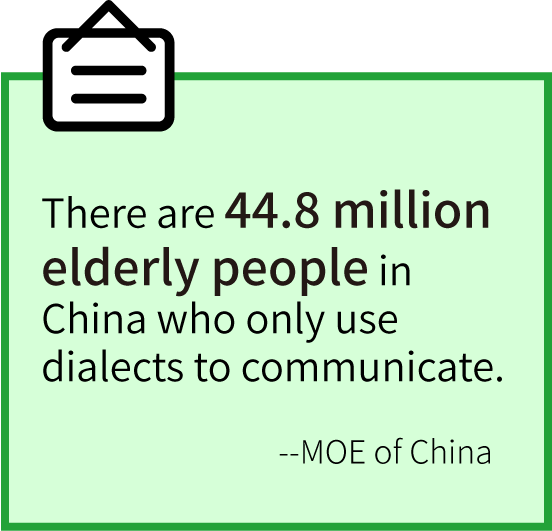 There are 44.8 million
elderly people in
China who only use
dialects to communicate.
--MOE of China